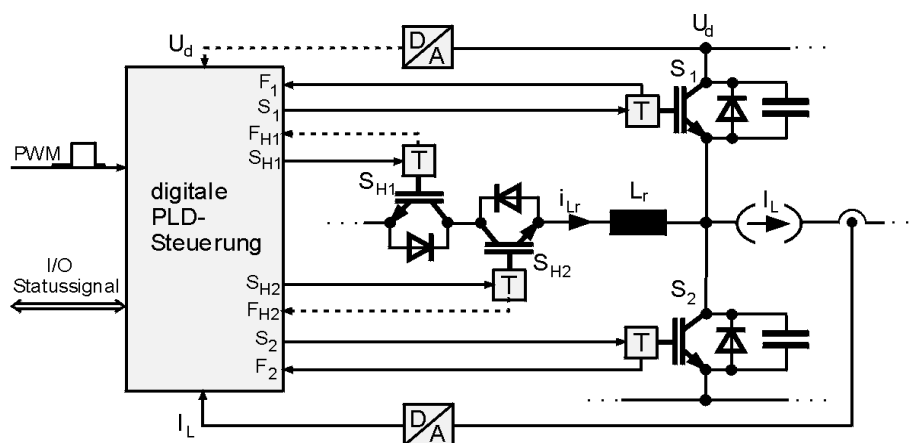 U_d
D/A
U_d
F_1
S_1
S_1
T
F_H1
PWM
S_H1
T
digitale
PLD-
Steuerung
S_H1
i_Lr
L_r
I_L
I/O
Statussignal
S_H2
S_H2
T
F_H2
S_2
S_2
T
F_2
I_L
D/A
T